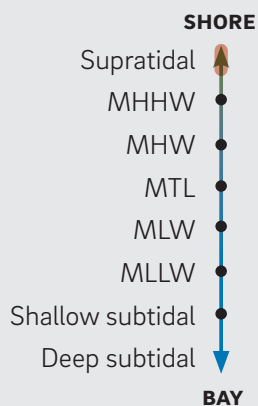 SHORE
Supratidal
MHHW
MHW
MTL
MLW
MLLW
Shallow subtidal
Deep subtidal
BAY